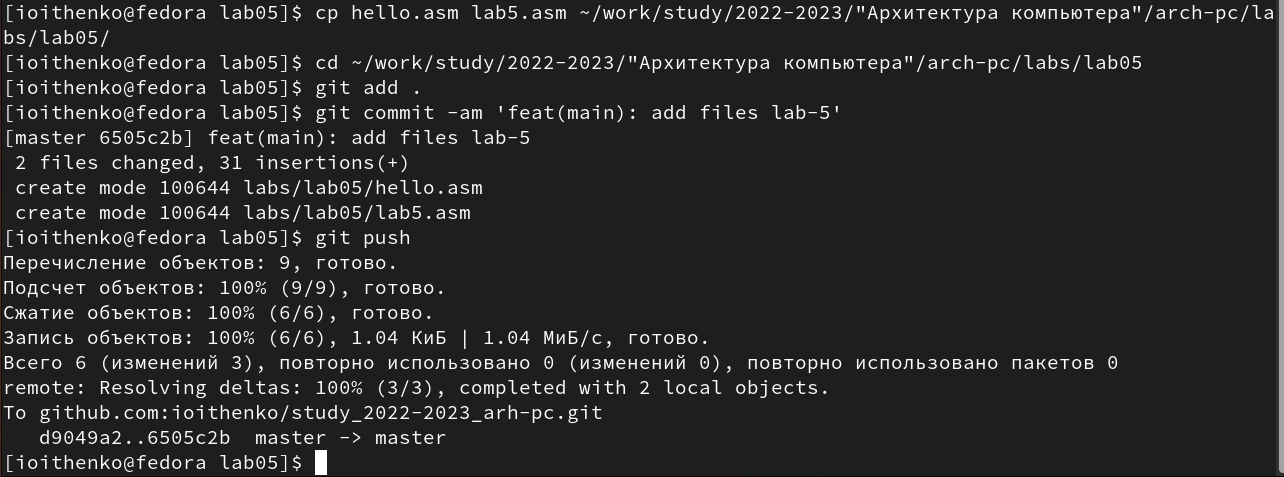 [ioithenko@fedora lab05]$ cp hello.asm lab5.asm ~/work/study/2022-2023/"Архитектура компьютера"/arch-pc/la
bs/lab05/
[ioithenko@fedora lab05]$ cd ~/work/study/2022-2023/"Архитектура компьютера"/arch-pc/labs/lab05
[ioithenko@fedora lab05]$ git add .
[ioithenko@fedora lab05]$ git commit -am 'feat(main): add files lab-5'
[master 6505c2b] feat(main): add files lab-5
 2 files changed, 31 insertions(+)
 create mode 100644 labs/lab05/hello.asm
 create mode 100644 labs/lab05/lab5.asm
[ioithenko@fedora lab05]$ git push
Перечисление объектов: 9, готово.
Подсчет объектов: 100% (9/9), готово.
Сжатие объектов: 100% (6/6), готово.
Запись объектов: 100% (6/6), 1.04 КиБ | 1.04 МиБ/с, готово.
Всего 6 (изменений 3), повторно использовано 0 (изменений 0), повторно использовано пакетов 0
remote: Resolving deltas: 100% (3/3), completed with 2 local objects.
To github.com:ioithenko/study_2022-2023_arh-pc.git
   d9049a2..6505c2b  master -> master
[ioithenko@fedora lab05]$